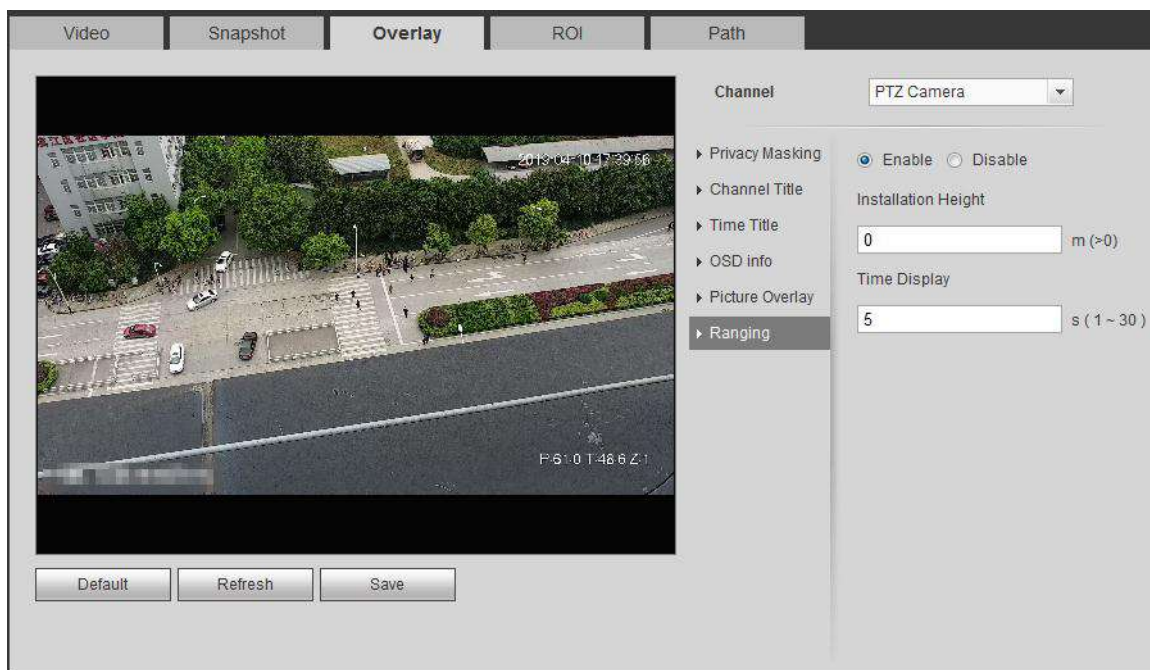 Video Snapshot Overlay ROI Path
Channel PTZ Camera
Privacy Masking
Channel Title
Time Title
OSD info
Picture Overlay
Ranging
Enable Disable
Installation Height
0 m (>0)
Time Display
5 s ( 1 ~ 30 )
2013-04-10 17:39:56
P:61.0 T:48.6 Z:1
Default Refresh Save